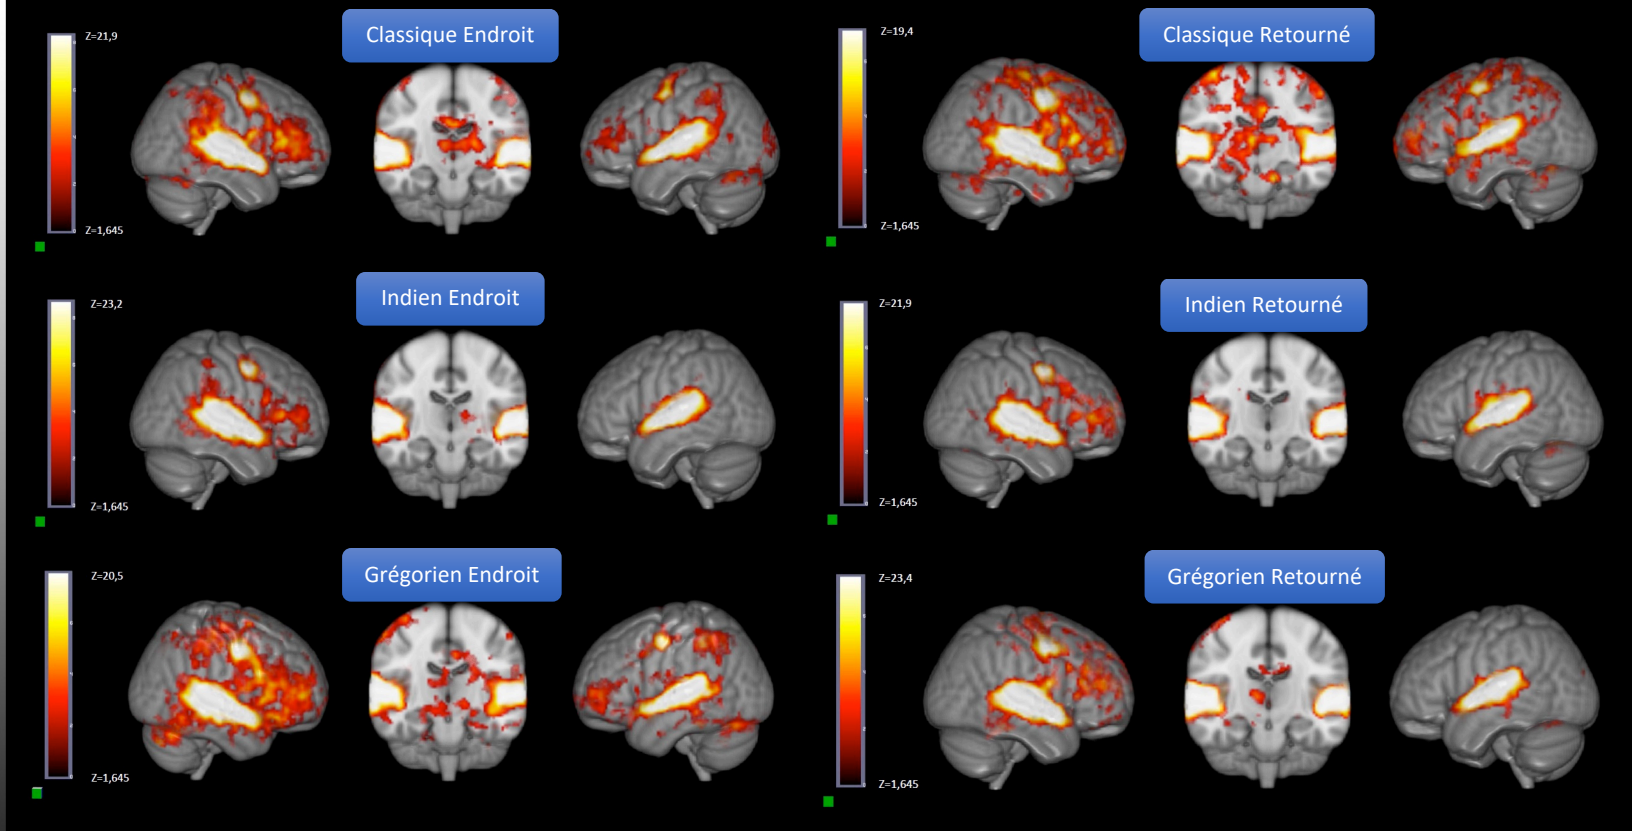 Classique Endroit
Z=21,9
Z=1,645
Classique Retourné
Z=19,4
Z=1,645
Indien Endroit
Z=23,2
Z=1,645
Indien Retourné
Z=21,9
Z=1,645
Grégorien Endroit
Z=20,5
Z=1,645
Grégorien Retourné
Z=23,4
Z=1,645